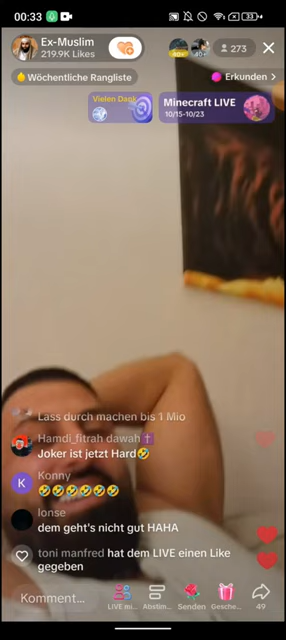 00:33
33
Ex-Muslim
219.9K Likes
273
Wöchentliche Rangliste
Erkunden
Vielen Dank
Minecraft LIVE
10/15-10/23
Lass durch machen bis 1 Mio
Hamdi_fitrah dawah
Joker ist jetzt Hard🤣
K
Konny
🤣🤣🤣🤣🤣🤣
lonse
dem geht's nicht gut HAHA
toni manfred hat dem LIVE einen Like
gegeben
Kommentar...
LIVE mi...
Abstim...
Senden
Gesche...
49